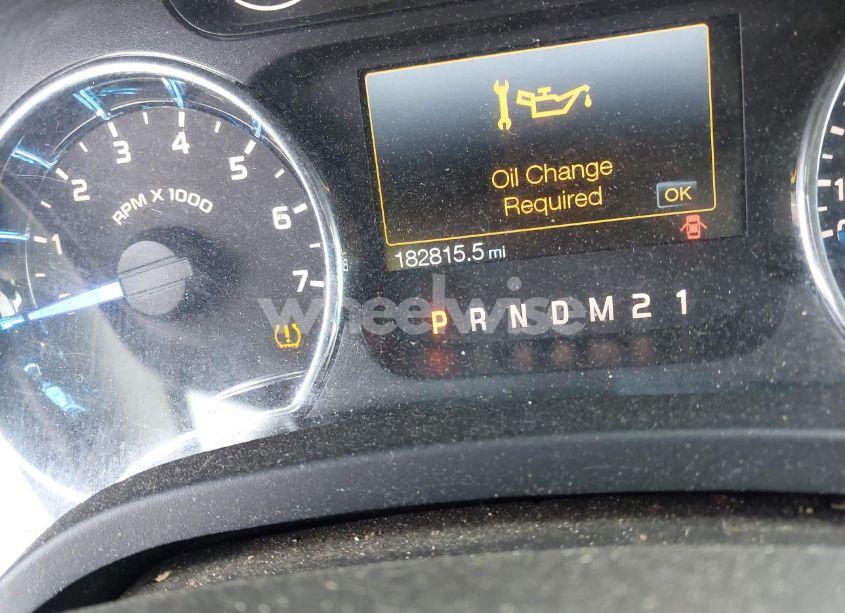 Oil Change
Required
OK
182815.5 mi
1
2
3
4
5
6
7
RPM X 1000
P R N D M 2 1
wheelwise